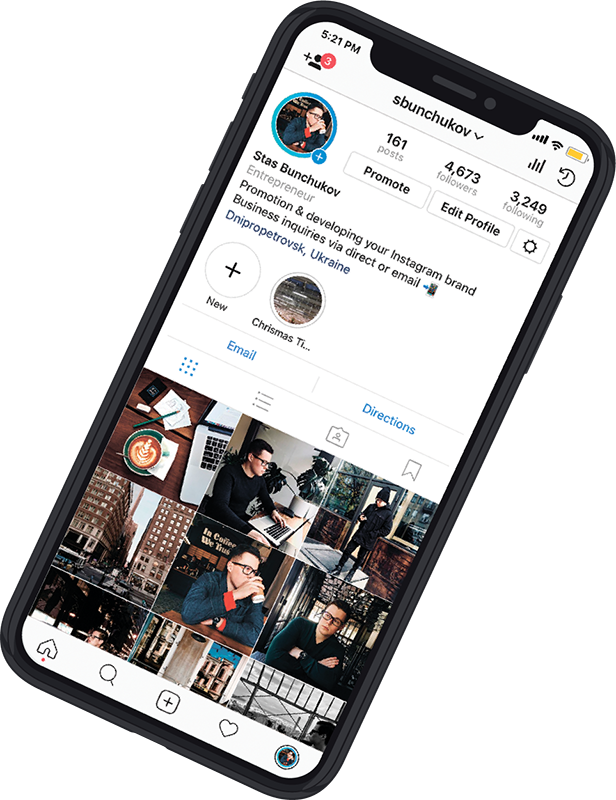 5:21 PM
3
sbunchukov
161
posts
4,673
followers
3,249
following
Promote
Edit Profile
Stas Bunchukov
Entrepreneur
Promotion & developing your Instagram brand
Business inquiries via direct or email
Dnipropetrovsk, Ukraine
New
Chrismas Ti...
Email
Directions
In Coffee
We Trust